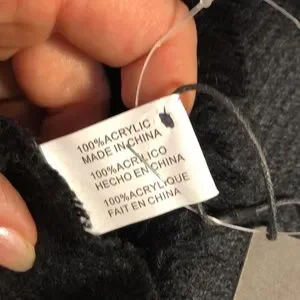 100%ACRYLIC
MADE IN CHINA
100%ACRILICO
HECHO EN CHINA
100%ACRYLIQUE
FAIT EN CHINA